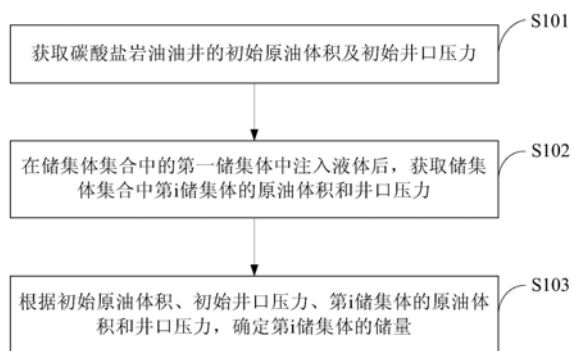 S101
获取碳酸盐岩油油井的初始原油体积及初始井口压力
S102
在储集体集合中的第一储集体中注入液体后，获取储集
体集合中第i储集体的原油体积和井口压力
S103
根据初始原油体积、初始井口压力、第i储集体的原油体
积和井口压力，确定第i储集体的储量